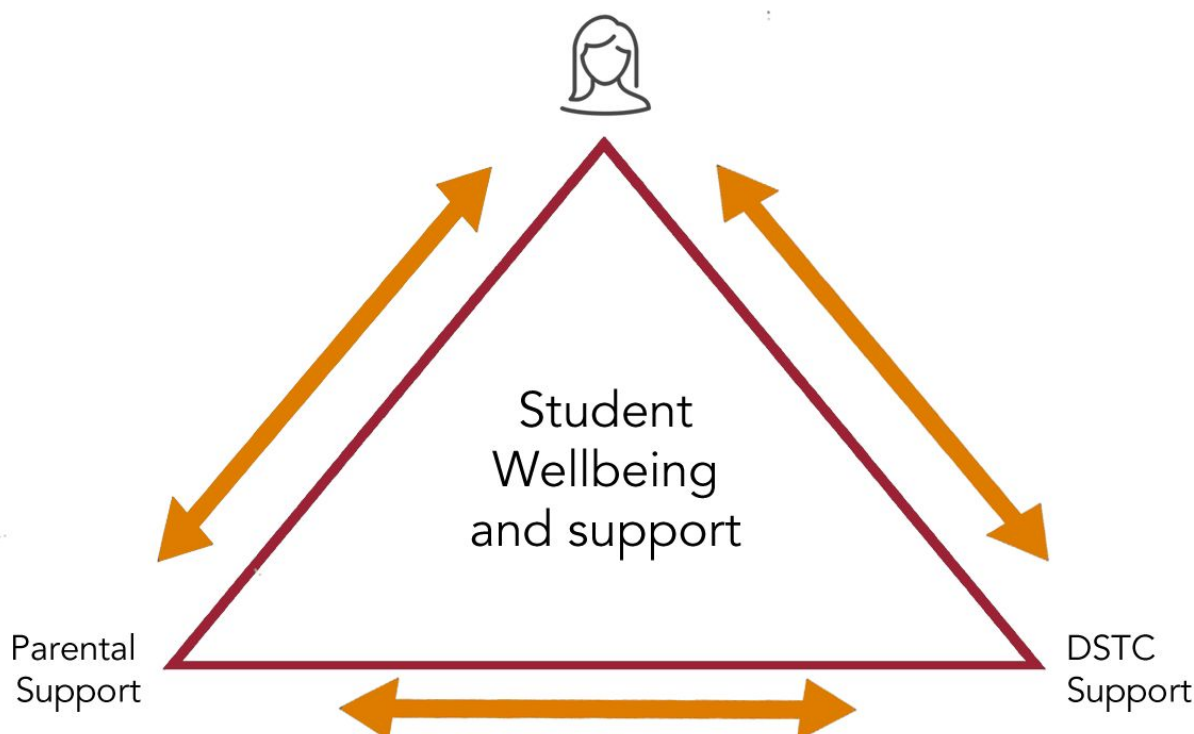 Student
Wellbeing
and support
Parental
Support
DSTC
Support